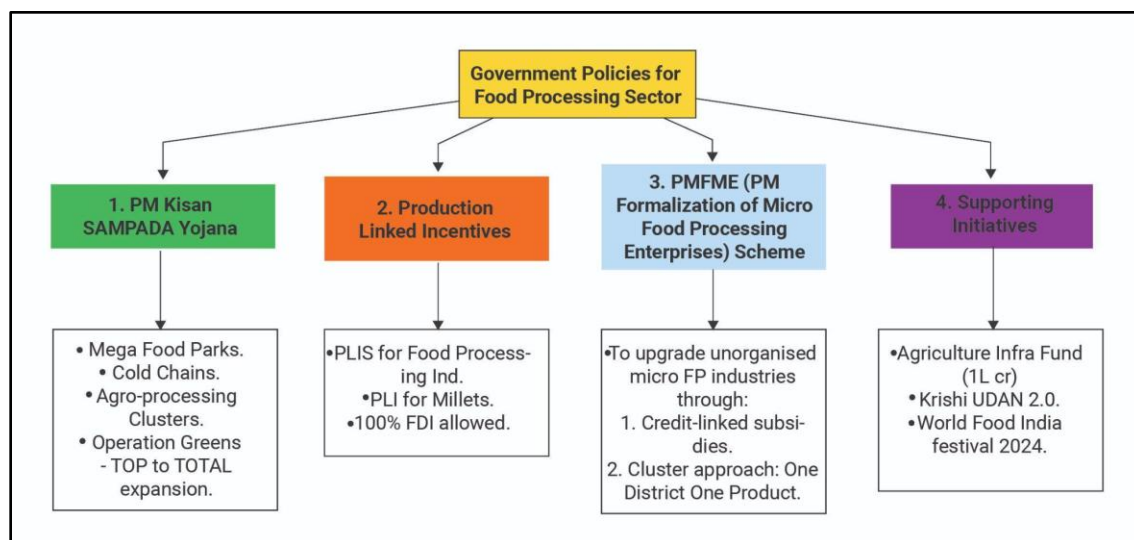 Government Policies for
Food Processing Sector
1. PM Kisan
SAMPADA Yojana
• Mega Food Parks.
• Cold Chains.
• Agro-processing
Clusters.
• Operation Greens
- TOP to TOTAL
expansion.
2. Production
Linked Incentives
•PLIS for Food Process-
ing Ind.
•PLI for Millets.
•100% FDI allowed.
3. PMFME (PM
Formalization of Micro
Food Processing
Enterprises) Scheme
•To upgrade unorganised
micro FP industries
through:
1. Credit-linked subsi-
dies.
2. Cluster approach: One
District One Product.
4. Supporting
Initiatives
•Agriculture Infra Fund
(1L cr)
•Krishi UDAN 2.0.
•World Food India
festival 2024.